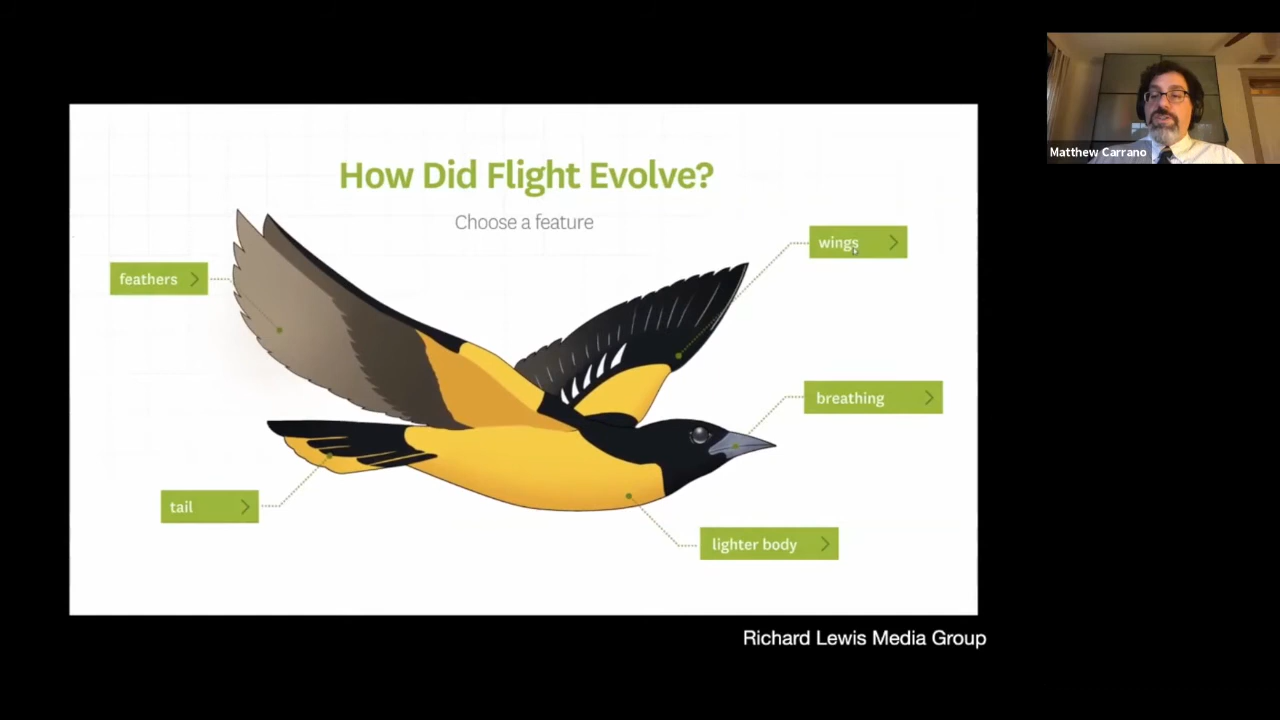 How Did Flight Evolve?
Choose a feature
wings
feathers
breathing
tail
lighter body
Richard Lewis Media Group
Matthew Carrano